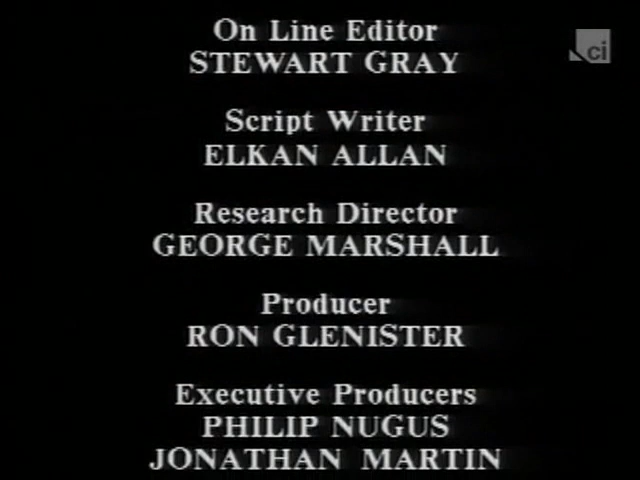 On Line Editor
ci
STEWART GRAY
Script Writer
ELKAN ALLAN
Research Director
GEORGE MARSHALL
Producer
RON GLENISTER
Executive Producers
PHILIP NUGUS
JONATHAN MARTIN